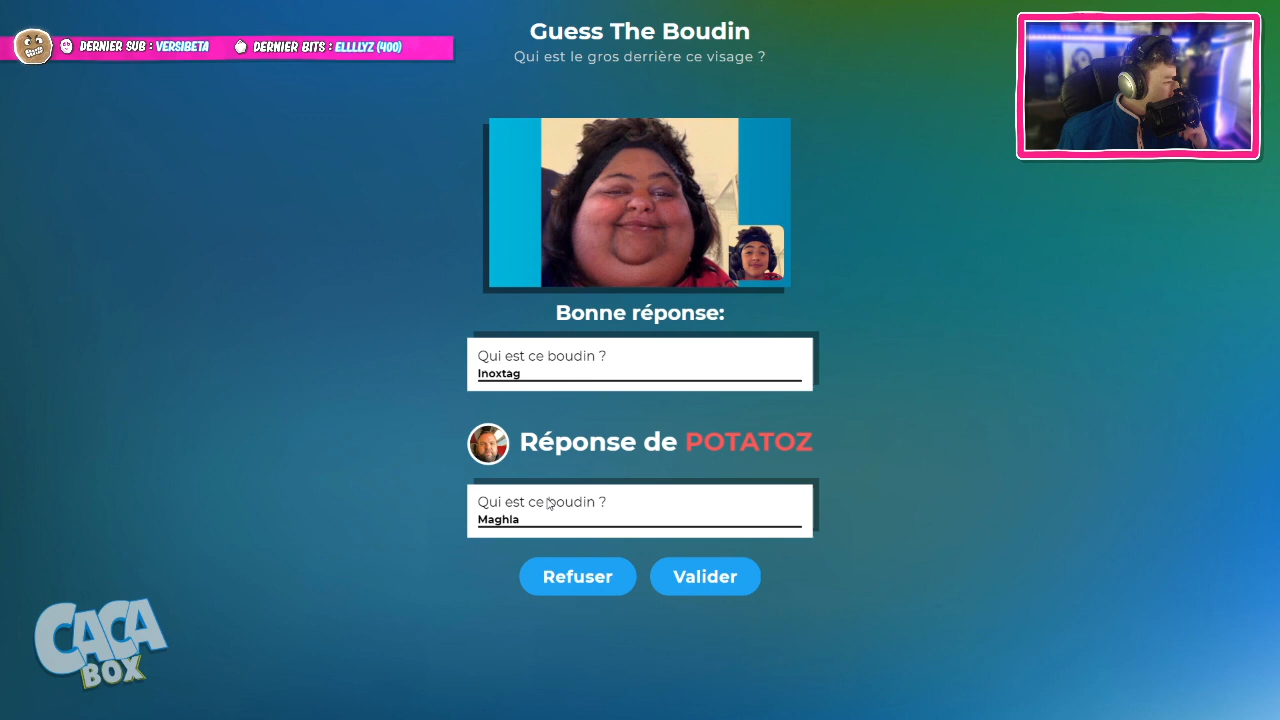 Guess The Boudin
Qui est le gros derrière ce visage ?
DERNIER SUB : VERSIBETA
DERNIER BITS : ELLLLYZ (400)
Bonne réponse:
Qui est ce boudin ?
Inoxtag
Réponse de POTATOZ
Qui est ce boudin ?
Maghla
Refuser
Valider
CACA
BOX